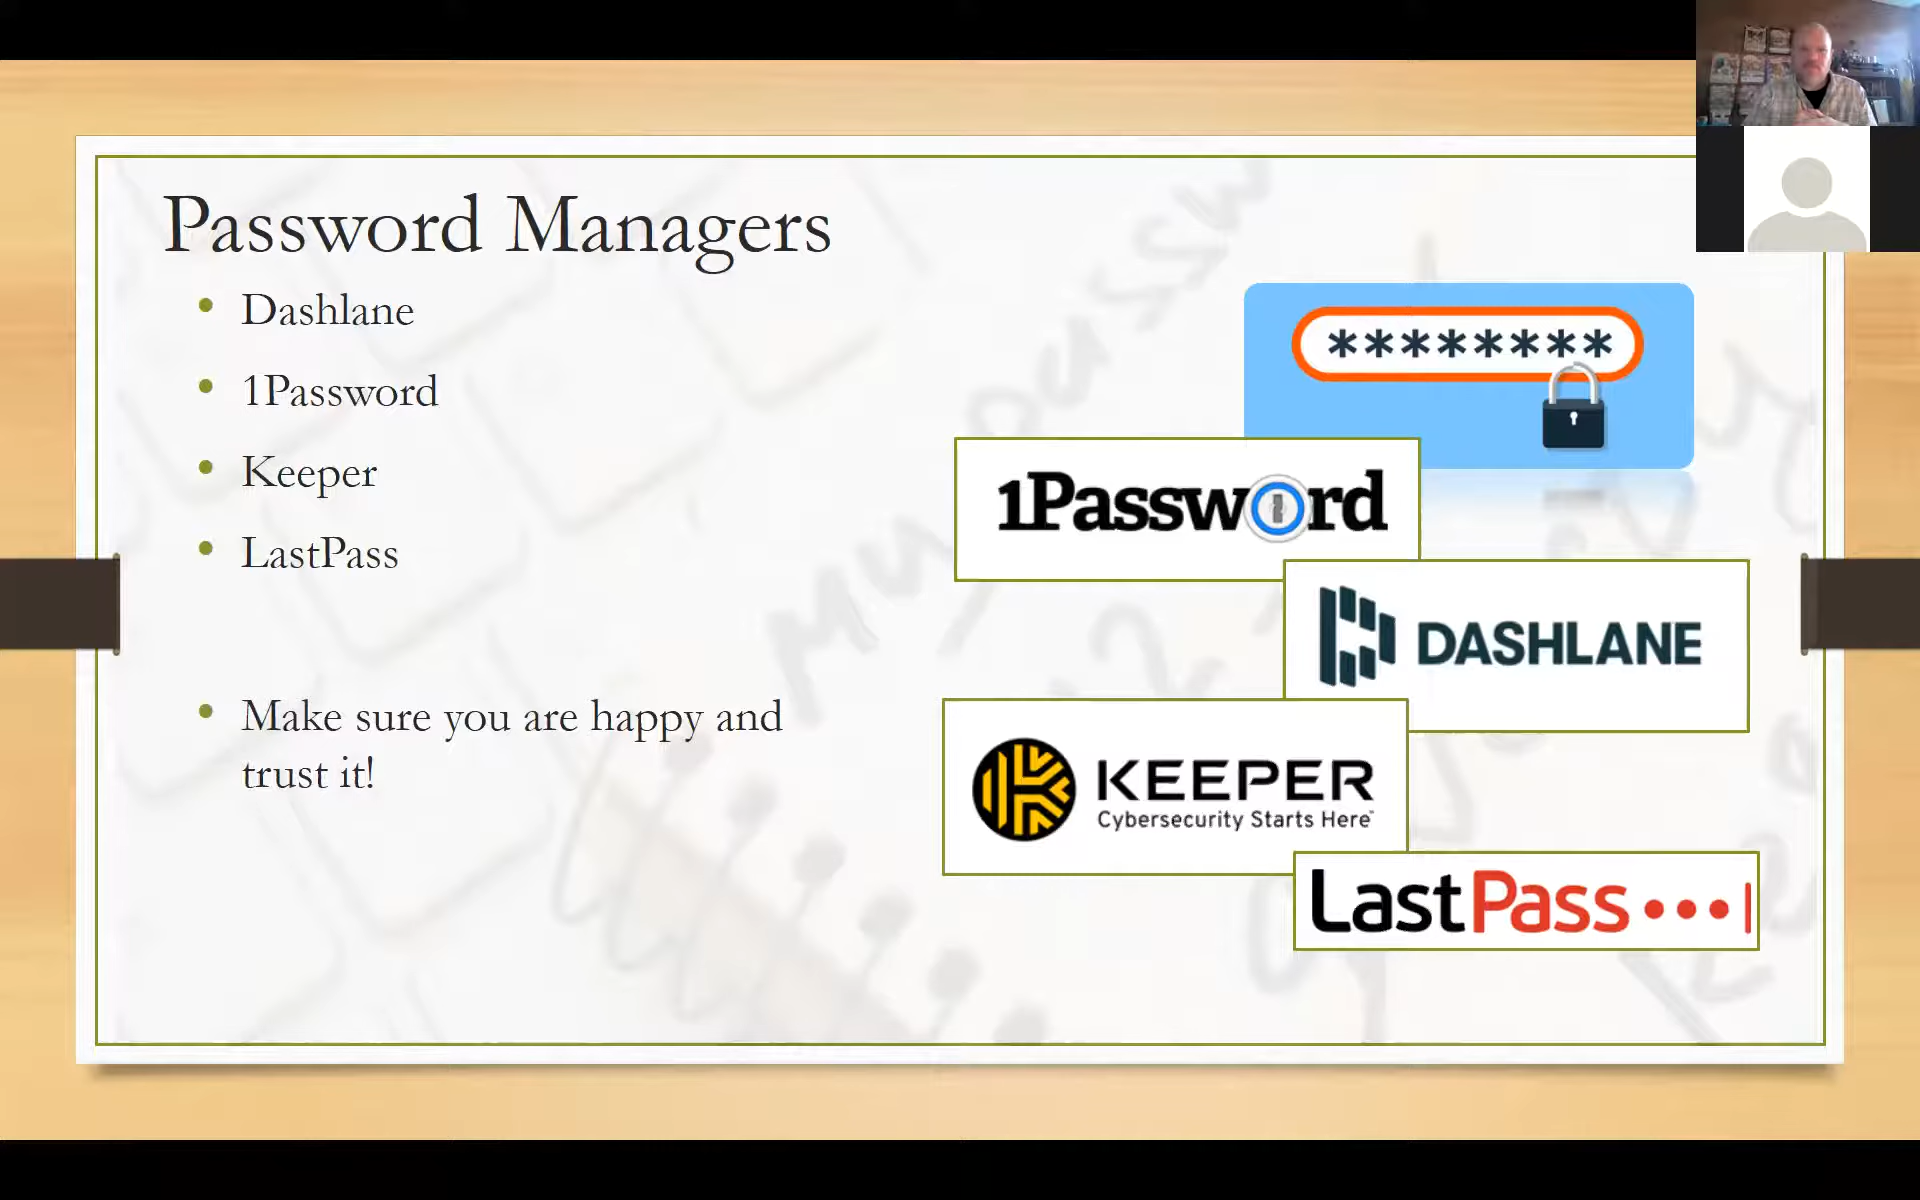 Password Managers
Dashlane
1Password
Keeper
LastPass
Make sure you are happy and
trust it!
********
1Password
DASHLANE
KEEPER
Cybersecurity Starts Here
LastPass•••|